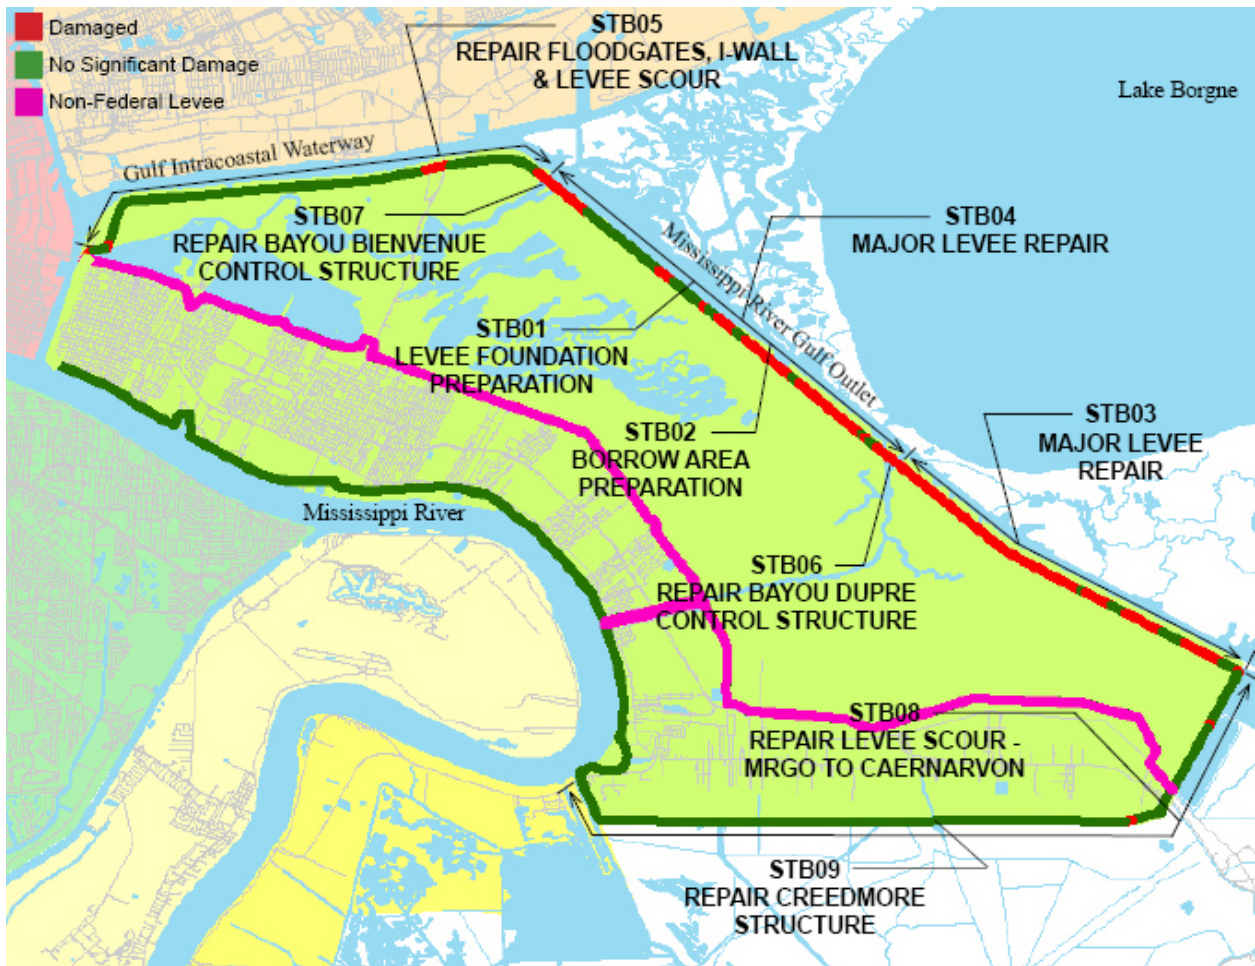 Damaged
No Significant Damage
Non-Federal Levee
STB05
REPAIR FLOODGATES, I-WALL
& LEVEE SCOUR
Lake Borgne
Gulf Intracoastal Waterway
STB07
REPAIR BAYOU BIENVENUE
CONTROL STRUCTURE
STB04
MAJOR LEVEE REPAIR
Mississippi River Gulf Outlet
STB01
LEVEE FOUNDATION
PREPARATION
STB02
BORROW AREA
PREPARATION
STB03
MAJOR LEVEE
REPAIR
Mississippi River
STB06
REPAIR BAYOU DUPRE
CONTROL STRUCTURE
STB08
REPAIR LEVEE SCOUR -
MRGO TO CAERNARVON
STB09
REPAIR CREEDMORE
STRUCTURE